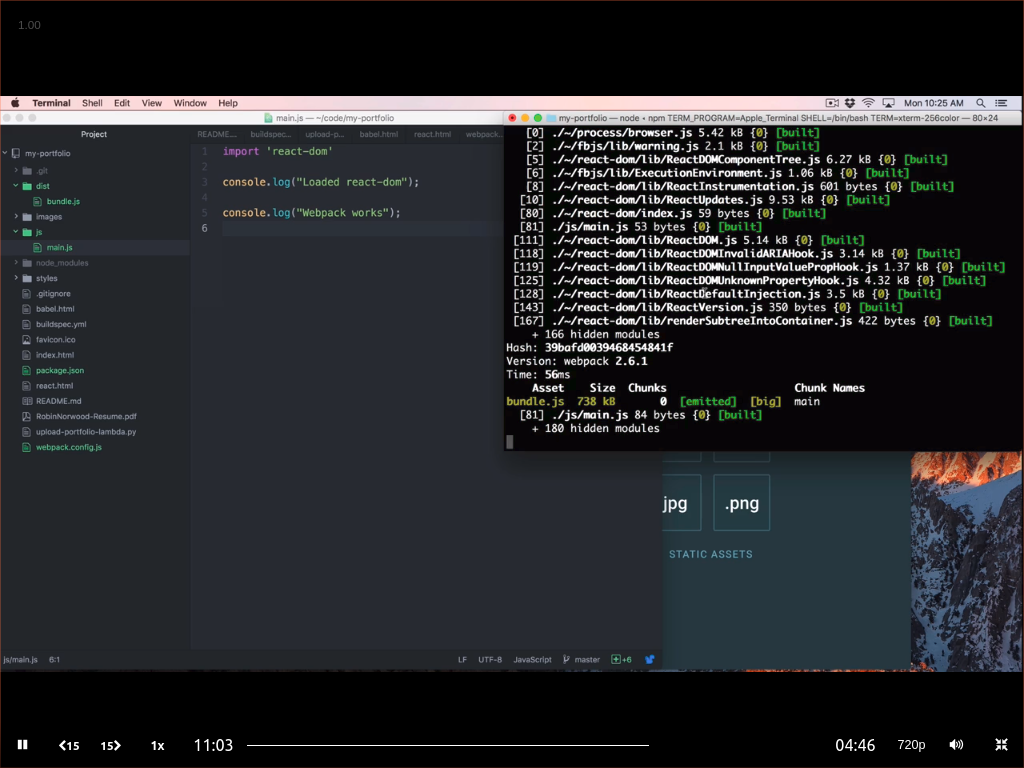 1.00
Terminal Shell Edit View Window Help
Mon 10:25 AM
main.js — ~/code/my-portfolio
my-portfolio — node • npm TERM_PROGRAM=Apple_Terminal SHELL=/bin/bash TERM=xterm-256color — 80×24
Project
README... buildspec... upload-p... babel.html react.html webpack...
my-portfolio
.git
dist
bundle.js
images
js
main.js
node_modules
styles
.gitignore
babel.html
buildspec.yml
favicon.ico
index.html
package.json
react.html
README.md
RobinNorwood-Resume.pdf
upload-portfolio-lambda.py
webpack.config.js
1 import 'react-dom'
2
3 console.log("Loaded react-dom");
4
5 console.log("Webpack works");
6
[0] ./~/process/browser.js 5.42 kB {0} [built]
[2] ./~/fbjs/lib/warning.js 2.1 kB {0} [built]
[5] ./~/react-dom/lib/ReactDOMComponentTree.js 6.27 kB {0} [built]
[6] ./~/fbjs/lib/ExecutionEnvironment.js 1.06 kB {0} [built]
[8] ./~/react-dom/lib/ReactInstrumentation.js 601 bytes {0} [built]
[10] ./~/react-dom/lib/ReactUpdates.js 9.53 kB {0} [built]
[80] ./~/react-dom/index.js 59 bytes {0} [built]
[81] ./js/main.js 53 bytes {0} [built]
[111] ./~/react-dom/lib/ReactDOM.js 5.14 kB {0} [built]
[118] ./~/react-dom/lib/ReactDOMInvalidARIAHook.js 3.14 kB {0} [built]
[119] ./~/react-dom/lib/ReactDOMNullInputValuePropHook.js 1.37 kB {0} [built]
[125] ./~/react-dom/lib/ReactDOMUnknownPropertyHook.js 4.32 kB {0} [built]
[128] ./~/react-dom/lib/ReactDefaultInjection.js 3.5 kB {0} [built]
[143] ./~/react-dom/lib/ReactVersion.js 350 bytes {0} [built]
[167] ./~/react-dom/lib/renderSubtreeIntoContainer.js 422 bytes {0} [built]
+ 166 hidden modules
Hash: 39bafd0039468454841f
Version: webpack 2.6.1
Time: 56ms
Asset Size Chunks Chunk Names
bundle.js 738 kB 0 [emitted] [big] main
[81] ./js/main.js 84 bytes {0} [built]
+ 180 hidden modules
jpg .png
STATIC ASSETS
js/main.js 6:1 LF UTF-8 JavaScript master +6
15 15 1x 11:03 04:46 720p